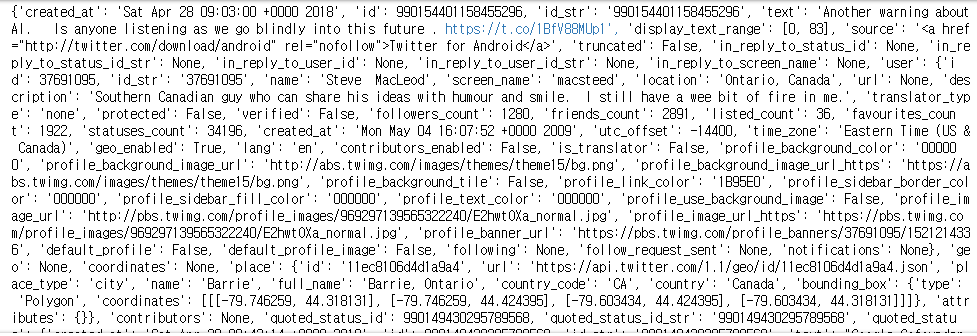 {'created_at': 'Sat Apr 28 09:03:00 +0000 2018', 'id': 990154401158455296, 'id_str': '990154401158455296', 'text': 'Another warning about
AI.   Is anyone listening as we go blindly into this future . https://t.co/1BfV88MUp1', 'display_text_range': [0, 83], 'source': '<a href
="http://twitter.com/download/android" rel="nofollow">Twitter for Android</a>', 'truncated': False, 'in_reply_to_status_id': None, 'in_re
ply_to_status_id_str': None, 'in_reply_to_user_id': None, 'in_reply_to_user_id_str': None, 'in_reply_to_screen_name': None, 'user': {'i
d': 37691095, 'id_str': '37691095', 'name': 'Steve  MacLeod', 'screen_name': 'macsteed', 'location': 'Ontario, Canada', 'url': None, 'de
scription': 'Southern Canadian guy who can share his ideas with humour and smile.  I still have a wee bit of fire in me.', 'translator_typ
e': 'none', 'protected': False, 'verified': False, 'followers_count': 1280, 'friends_count': 2891, 'listed_count': 36, 'favourites_coun
t': 1922, 'statuses_count': 34196, 'created_at': 'Mon May 04 16:07:52 +0000 2009', 'utc_offset': -14400, 'time_zone': 'Eastern Time (US &
 Canada)', 'geo_enabled': True, 'lang': 'en', 'contributors_enabled': False, 'is_translator': False, 'profile_background_color': '00000
0', 'profile_background_image_url': 'http://abs.twimg.com/images/themes/theme15/bg.png', 'profile_background_image_url_https': 'https://a
bs.twimg.com/images/themes/theme15/bg.png', 'profile_background_tile': False, 'profile_link_color': '1B95E0', 'profile_sidebar_border_co
lor': '000000', 'profile_sidebar_fill_color': '000000', 'profile_text_color': '000000', 'profile_use_background_image': False, 'profile_im
age_url': 'http://pbs.twimg.com/profile_images/969297139565322240/E2hwt0Xa_normal.jpg', 'profile_image_url_https': 'https://pbs.twimg.co
m/profile_images/969297139565322240/E2hwt0Xa_normal.jpg', 'profile_banner_url': 'https://pbs.twimg.com/profile_banners/37691095/152121433
6', 'default_profile': False, 'default_profile_image': False, 'following': None, 'follow_request_sent': None, 'notifications': None}, 'ge
o': None, 'coordinates': None, 'place': {'id': '11ec8106d4d1a9a4', 'url': 'https://api.twitter.com/1.1/geo/id/11ec8106d4d1a9a4.json', 'pl
ace_type': 'city', 'name': 'Barrie', 'full_name': 'Barrie, Ontario', 'country_code': 'CA', 'country': 'Canada', 'bounding_box': {'type':
 'Polygon', 'coordinates': [[[-79.746259, 44.318131], [-79.746259, 44.424395], [-79.603434, 44.424395], [-79.603434, 44.318131]]]}, 'attr
ibutes': {}}, 'contributors': None, 'quoted_status_id': 990149430295789568, 'quoted_status_id_str': '990149430295789568', 'quoted_statu